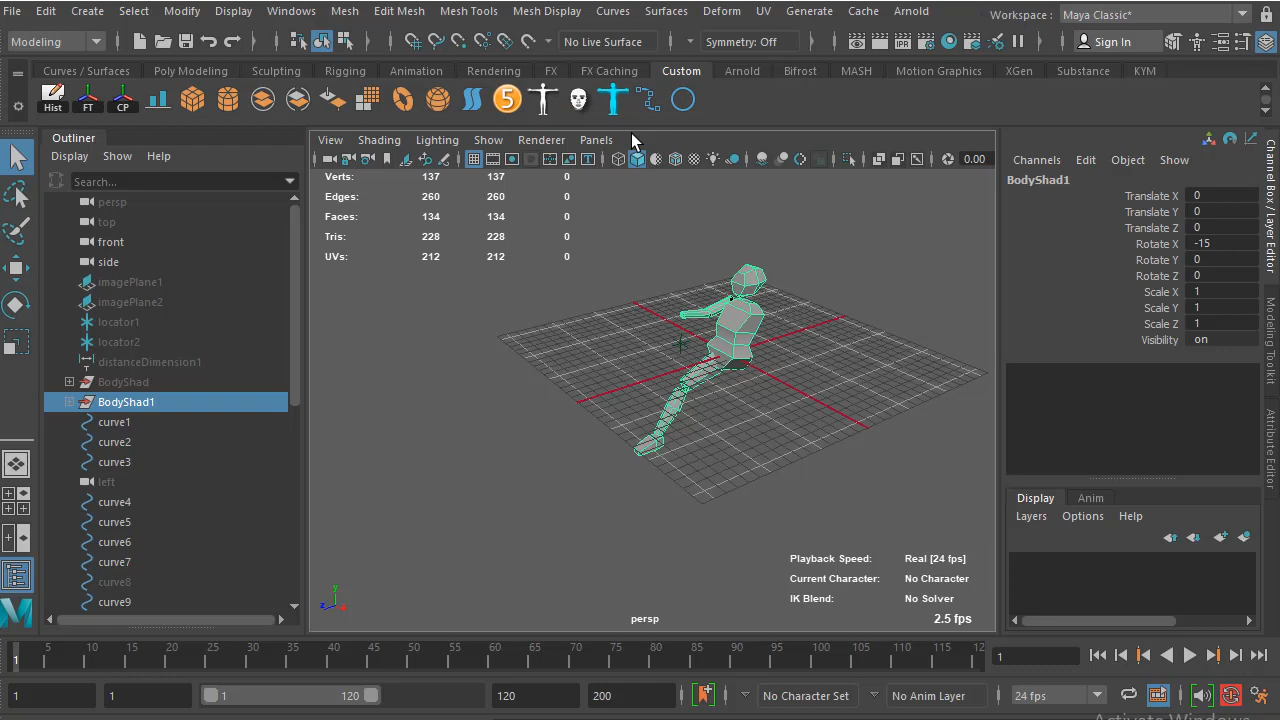 File Edit Create Select Modify Display Windows Mesh Edit Mesh Mesh Tools Mesh Display Curves Surfaces Deform UV Generate Cache Arnold Workspace: Maya Classic*
Modeling No Live Surface Symmetry: Off Sign In
Curves / Surfaces Poly Modeling Sculpting Rigging Animation Rendering FX FX Caching Custom Arnold Bifrost MASH Motion Graphics XGen Substance KYM
Hist FT CP 5
Outliner
Display Show Help
Search...
persp
top
front
side
imagePlane1
imagePlane2
locator1
locator2
distanceDimension1
BodyShad
BodyShad1
curve1
curve2
curve3
left
curve4
curve5
curve6
curve7
curve8
curve9
View Shading Lighting Show Renderer Panels
0.00
Verts: 137 137 0
Edges: 260 260 0
Faces: 134 134 0
Tris: 228 228 0
UVs: 212 212 0
Playback Speed: Real [24 fps]
Current Character: No Character
IK Blend: No Solver
y
z x
persp
2.5 fps
Channels Edit Object Show
BodyShad1
Translate X 0
Translate Y 0
Translate Z 0
Rotate X -15
Rotate Y 0
Rotate Z 0
Scale X 1
Scale Y 1
Scale Z 1
Visibility on
Display Anim
Layers Options Help
Channel Box / Layer Editor
Modeling Toolkit
Attribute Editor
5 10 15 20 25 30 35 40 45 50 55 60 65 70 75 80 85 90 95 100 105 110 115 12
1 1
1 1 1 120 120 200 No Character Set No Anim Layer 24 fps
Activate Windows